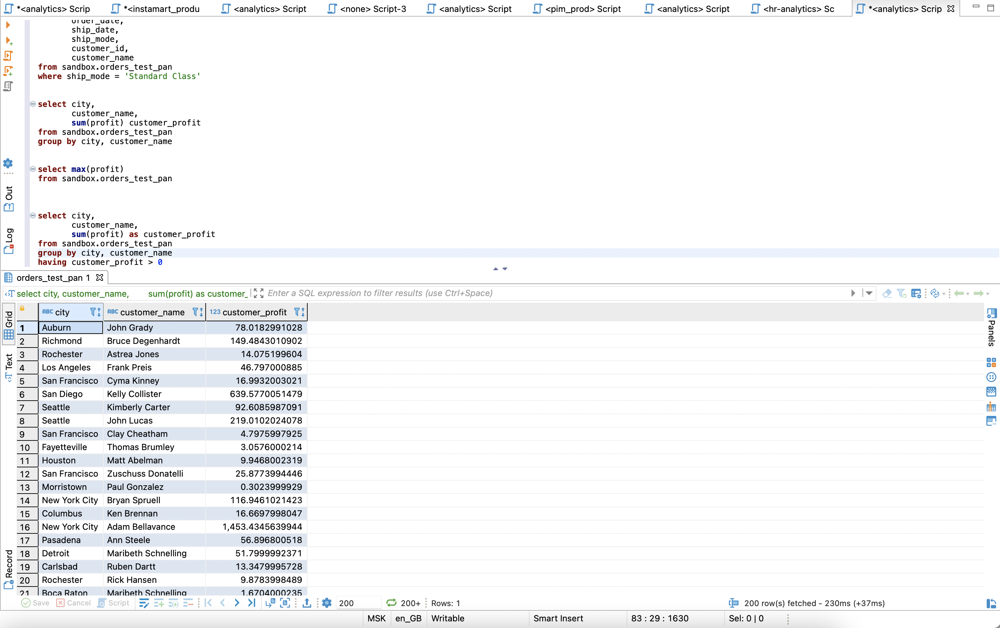 *<analytics> Scrip
*<instamart_produ
<analytics> Script
<none> Script-3
<analytics> Script
<pim_prod> Script
<analytics> Script
<hr-analytics> Sc
*<analytics> Scrip
order_date,
ship_date,
ship_mode,
customer_id,
customer_name
from sandbox.orders_test_pan
where ship_mode = 'Standard Class'
select city,
customer_name,
sum(profit) customer_profit
from sandbox.orders_test_pan
group by city, customer_name
select max(profit)
from sandbox.orders_test_pan
select city,
customer_name,
sum(profit) as customer_profit
from sandbox.orders_test_pan
group by city, customer_name
having customer_profit > 0
Out
Log
orders_test_pan 1
select city, customer_name, sum(profit) as customer_
Enter a SQL expression to filter results (use Ctrl+Space)
Grid
Text
Record
Panels
ABC city ABC customer_name 123 customer_profit
1 Auburn John Grady 78.0182991028
2 Richmond Bruce Degenhardt 149.4843010902
3 Rochester Astrea Jones 14.075199604
4 Los Angeles Frank Preis 46.797000885
5 San Francisco Cyma Kinney 16.9932003021
6 San Diego Kelly Collister 639.5770051479
7 Seattle Kimberly Carter 92.6085987091
8 Seattle John Lucas 219.0102024078
9 San Francisco Clay Cheatham 4.7975997925
10 Fayetteville Thomas Brumley 3.0576000214
11 Houston Matt Abelman 9.9468002319
12 San Francisco Zuschuss Donatelli 25.8773994446
13 Morristown Paul Gonzalez 0.3023999929
14 New York City Bryan Spruell 116.9461021423
15 Columbus Ken Brennan 16.6697998047
16 New York City Adam Bellavance 1,453.4345639944
17 Pasadena Ann Steele 56.896800518
18 Detroit Maribeth Schnelling 51.7999992371
19 Carlsbad Ruben Dartt 13.3479995728
20 Rochester Rick Hansen 9.8783998489
21 Boca Raton Maribeth Schnelling 1.6704000235
Save Cancel Script 200 200+ Rows: 1 200 row(s) fetched - 230ms (+37ms)
MSK en_GB Writable Smart Insert 83 : 29 : 1630 Sel: 0 | 0